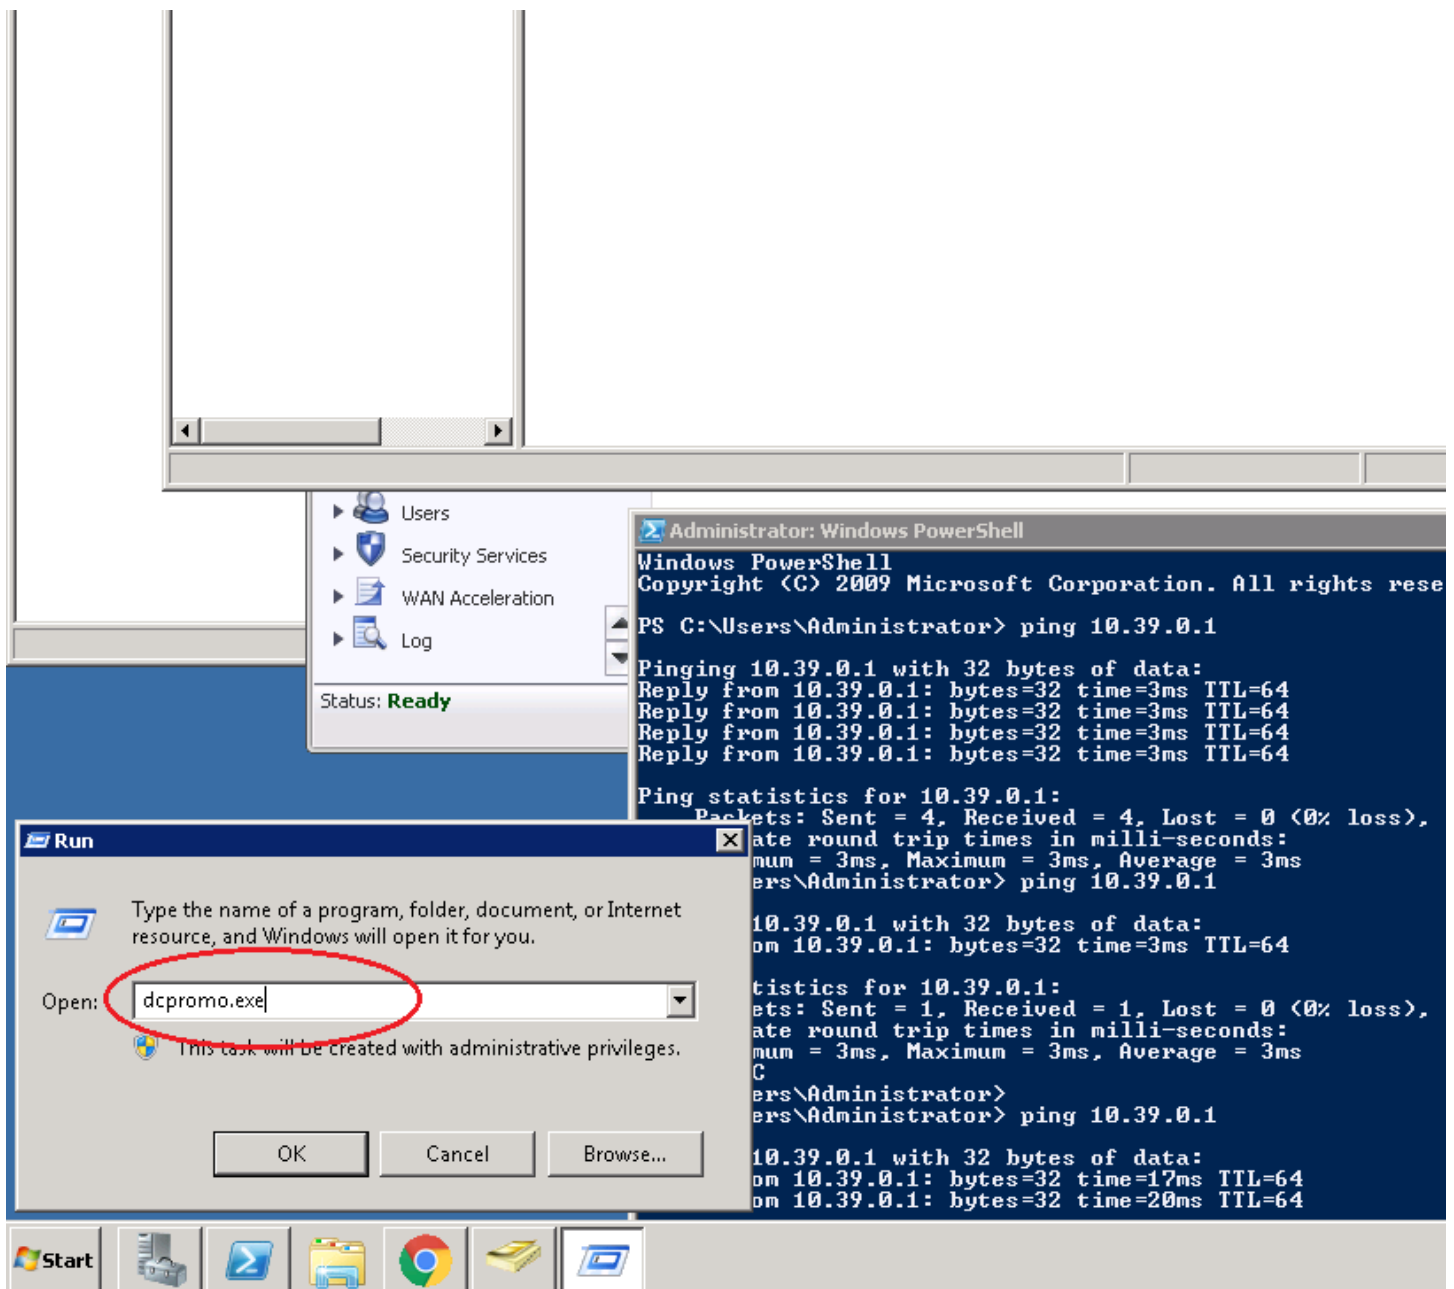 Users
Security Services
WAN Acceleration
Log
Status: Ready
Administrator: Windows PowerShell
Windows PowerShell
Copyright (C) 2009 Microsoft Corporation. All rights rese
PS C:\Users\Administrator> ping 10.39.0.1
Pinging 10.39.0.1 with 32 bytes of data:
Reply from 10.39.0.1: bytes=32 time=3ms TTL=64
Reply from 10.39.0.1: bytes=32 time=3ms TTL=64
Reply from 10.39.0.1: bytes=32 time=3ms TTL=64
Reply from 10.39.0.1: bytes=32 time=3ms TTL=64
Ping statistics for 10.39.0.1:
Packets: Sent = 4, Received = 4, Lost = 0 (0% loss),
ate round trip times in milli-seconds:
mum = 3ms, Maximum = 3ms, Average = 3ms
ers\Administrator> ping 10.39.0.1
10.39.0.1 with 32 bytes of data:
om 10.39.0.1: bytes=32 time=3ms TTL=64
tistics for 10.39.0.1:
ets: Sent = 1, Received = 1, Lost = 0 (0% loss),
ate round trip times in milli-seconds:
mum = 3ms, Maximum = 3ms, Average = 3ms
C
ers\Administrator>
ers\Administrator> ping 10.39.0.1
10.39.0.1 with 32 bytes of data:
om 10.39.0.1: bytes=32 time=17ms TTL=64
om 10.39.0.1: bytes=32 time=20ms TTL=64
Run
Type the name of a program, folder, document, or Internet
resource, and Windows will open it for you.
Open: dcpromo.exe
This task will be created with administrative privileges.
OK Cancel Browse...
Start